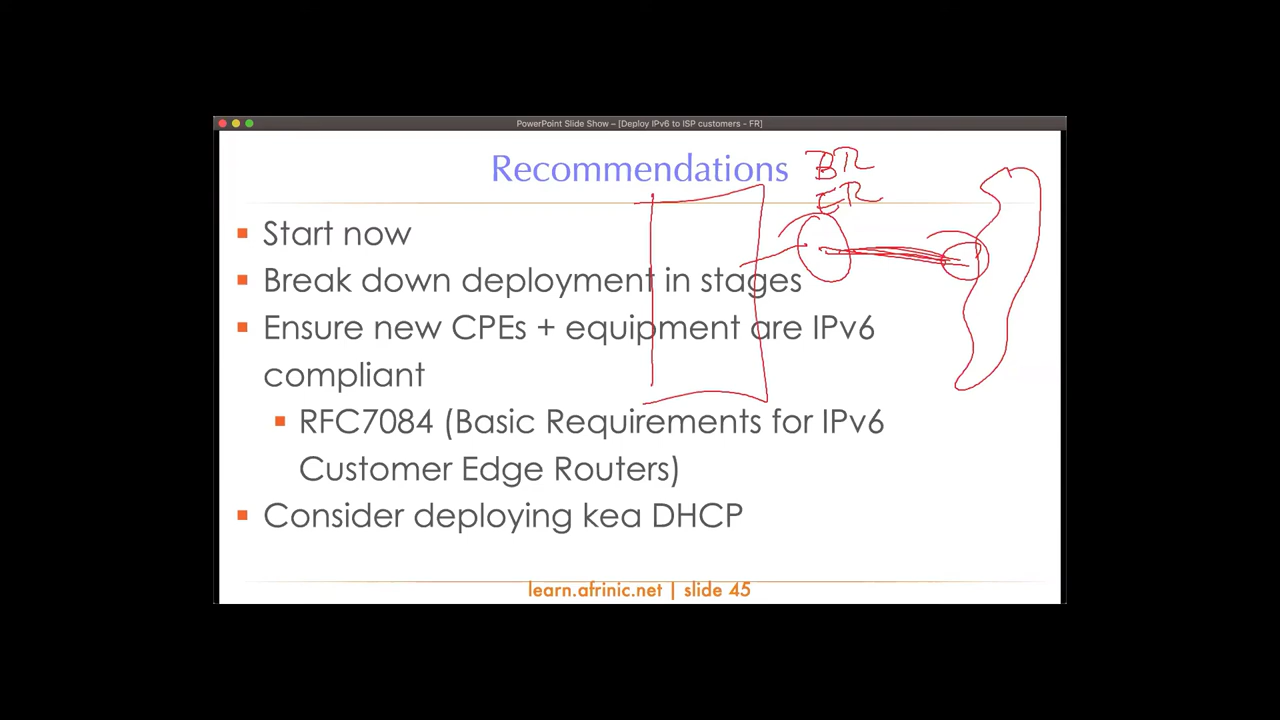 PowerPoint Slide Show – [Deploy IPv6 to ISP customers - FR]
Recommendations
BR
ER
Start now
Break down deployment in stages
Ensure new CPEs + equipment are IPv6
compliant
RFC7084 (Basic Requirements for IPv6
Customer Edge Routers)
Consider deploying kea DHCP
learn.afrinic.net | slide 45